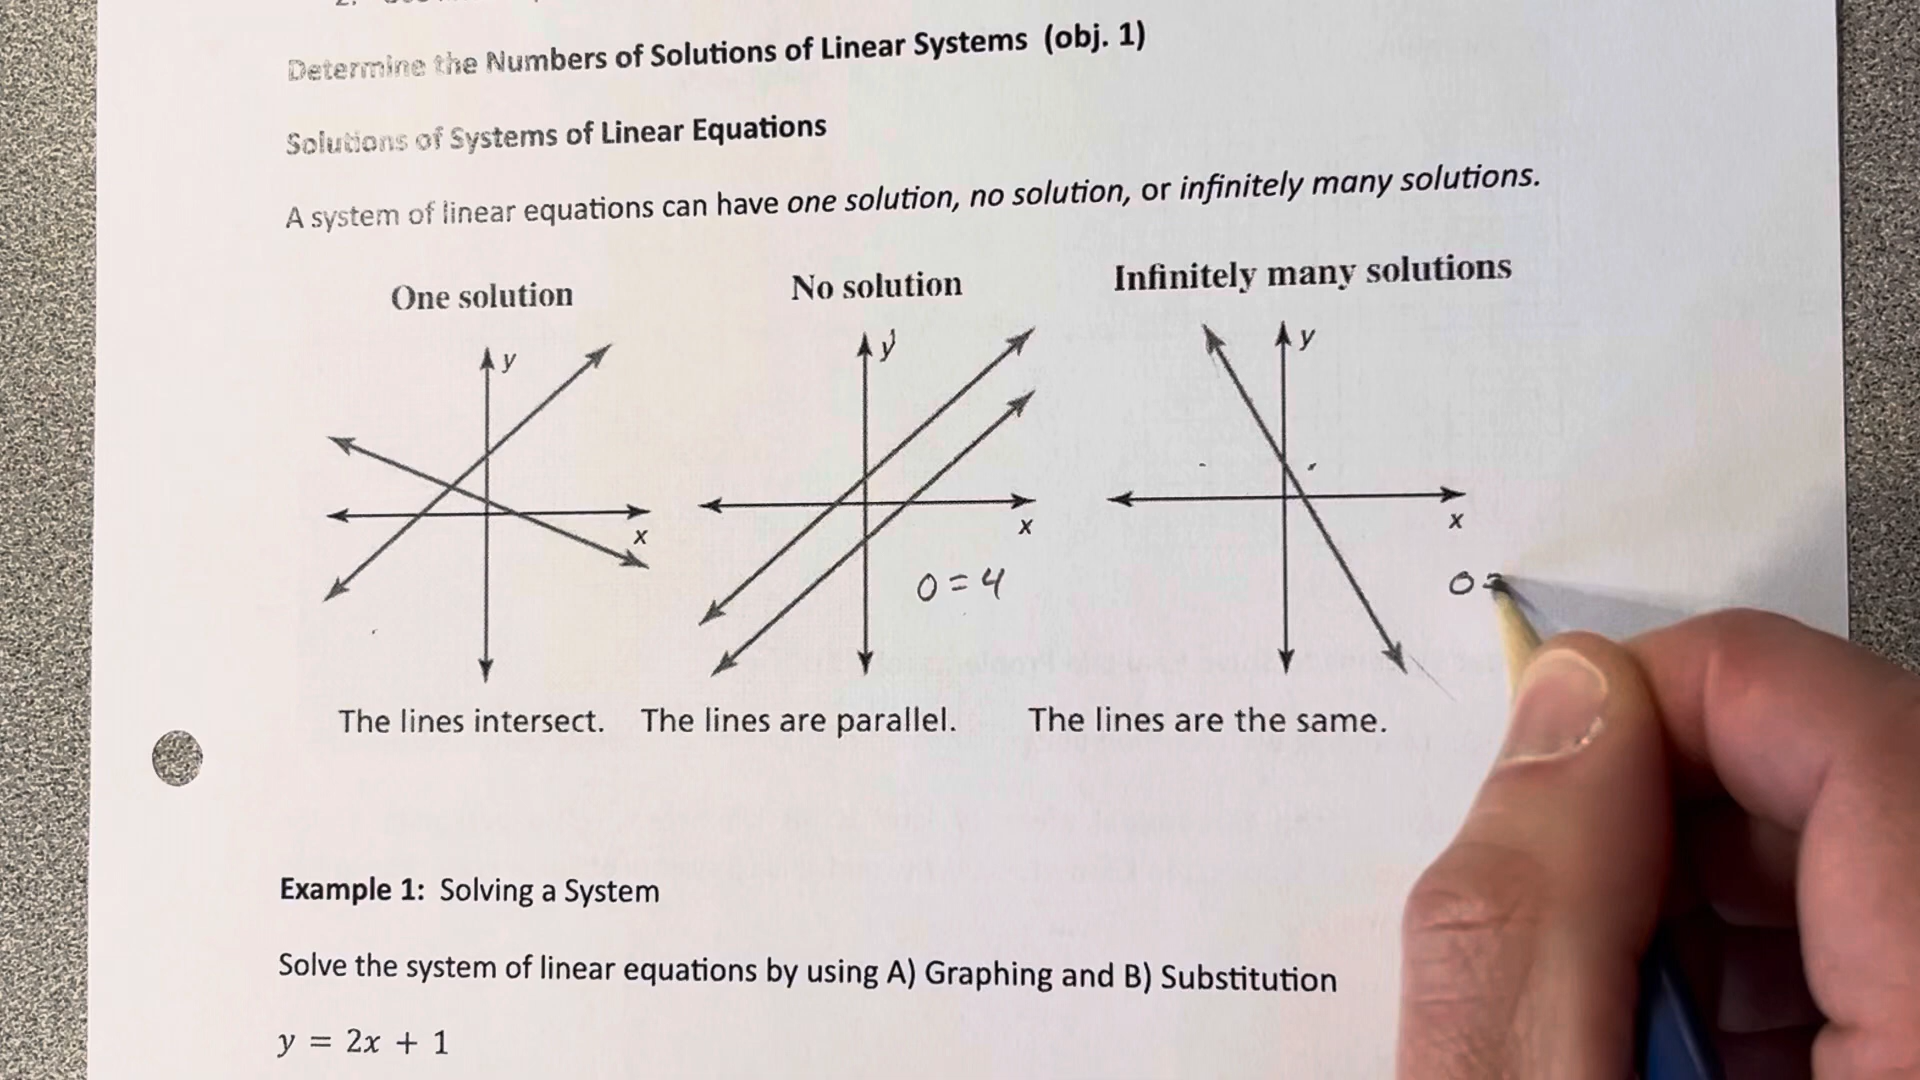 Determine the Numbers of Solutions of Linear Systems (obj. 1)
Solutions of Systems of Linear Equations
A system of linear equations can have one solution, no solution, or infinitely many solutions.
One solution No solution Infinitely many solutions
y y y
x x x
0 = 4 0 =
The lines intersect. The lines are parallel. The lines are the same.
Example 1: Solving a System
Solve the system of linear equations by using A) Graphing and B) Substitution
y = 2x + 1